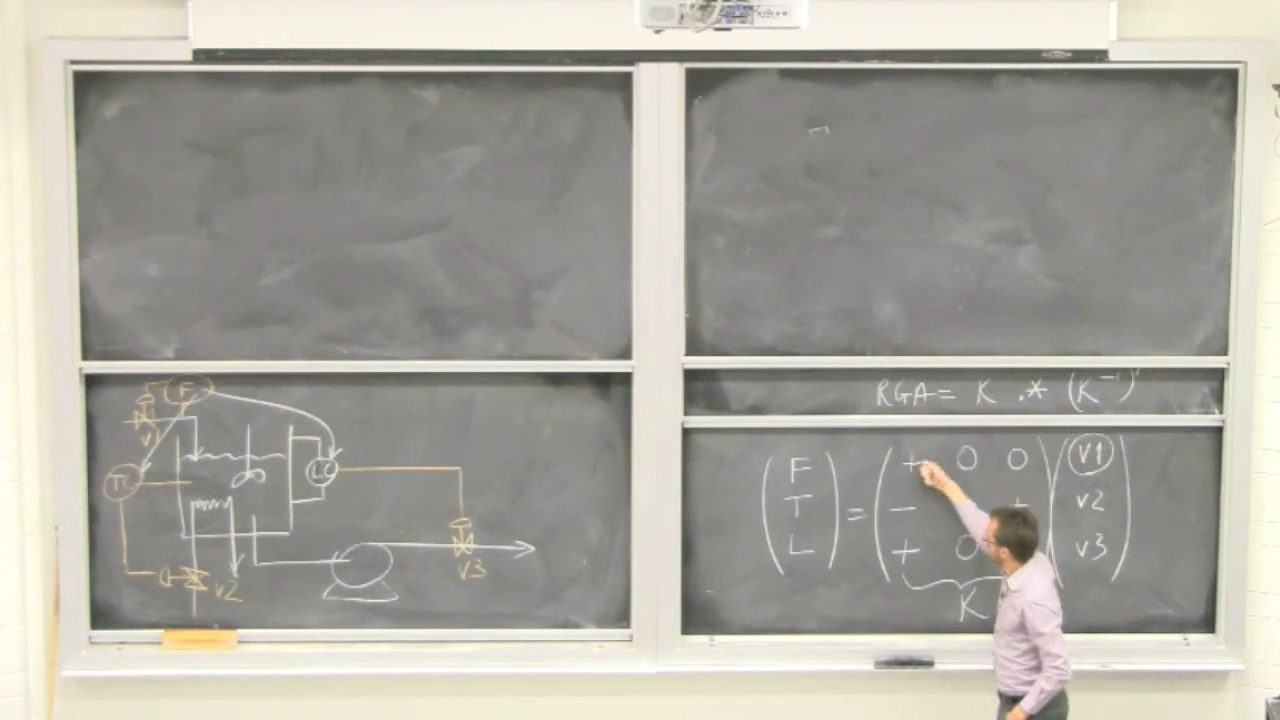 F
V1
TC
LC
V2
V3
RGA = K .* (K⁻¹)'
F + 0 0 V1
T = - + V2
L + 0 V3
K